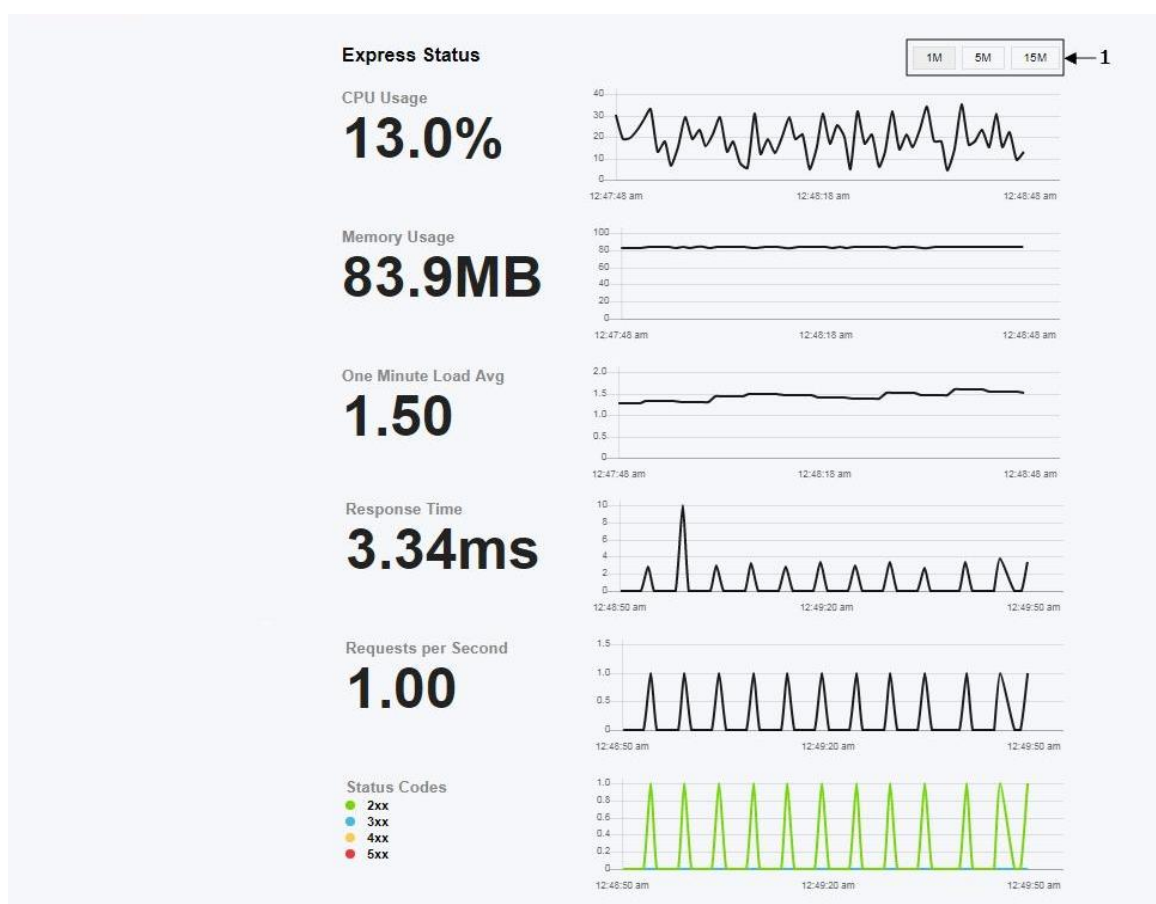 Express Status
1M 5M 15M 1
CPU Usage
13.0%
40
30
20
10
0
12:47:48 am 12:48:18 am 12:48:48 am
Memory Usage
83.9MB
100
80
60
40
20
0
12:47:48 am 12:48:18 am 12:48:48 am
One Minute Load Avg
1.50
2.0
1.5
1.0
0.5
0
12:47:48 am 12:48:18 am 12:48:48 am
Response Time
3.34ms
10
8
6
4
2
0
12:48:50 am 12:49:20 am 12:49:50 am
Requests per Second
1.00
1.5
1.0
0.5
0
12:48:50 am 12:49:20 am 12:49:50 am
Status Codes
2xx
3xx
4xx
5xx
1.0
0.8
0.6
0.4
0.2
0
12:48:50 am 12:49:20 am 12:49:50 am